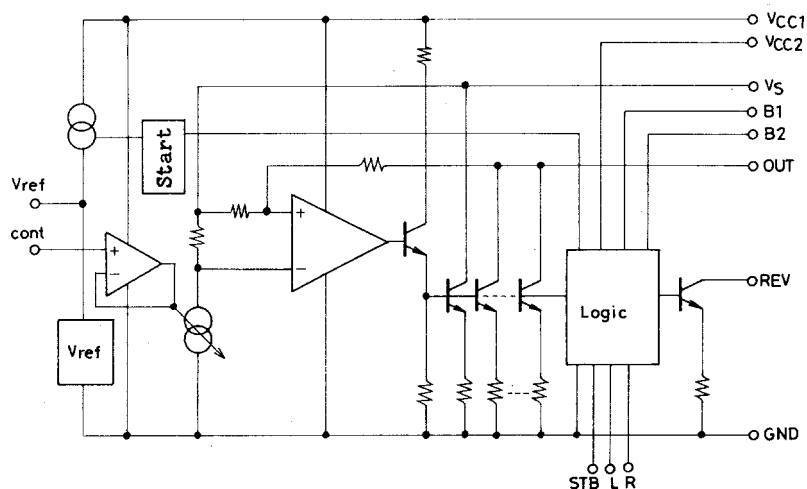 VCC1
VCC2
VS
B1
B2
OUT
Start
Vref
cont
+
−
+
−
Vref
Logic
REV
GND
STB L R